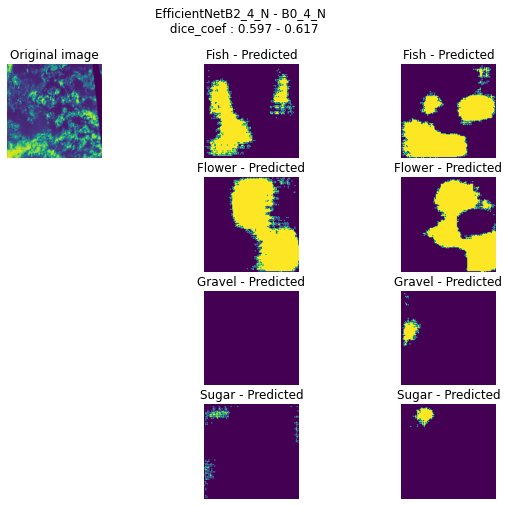 EfficientNetB2_4_N - B0_4_N
dice_coef : 0.597 - 0.617
Original image
Fish - Predicted
Fish - Predicted
Flower - Predicted
Flower - Predicted
Gravel - Predicted
Gravel - Predicted
Sugar - Predicted
Sugar - Predicted